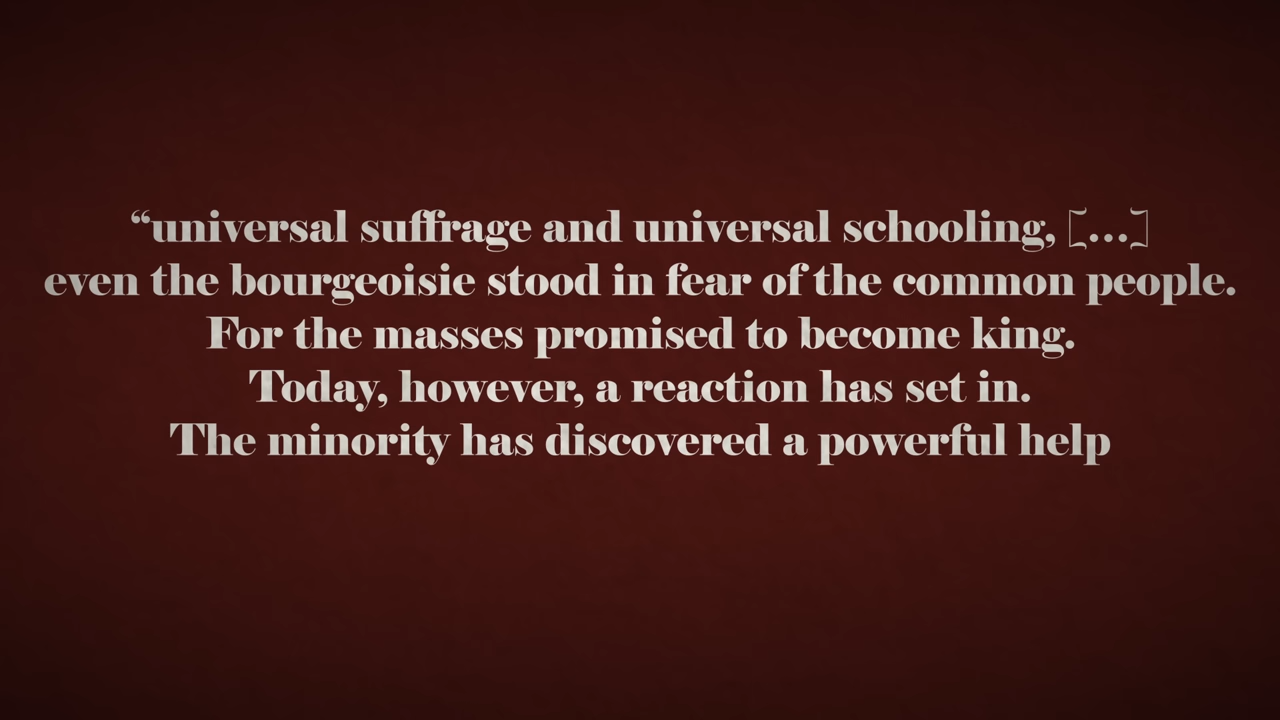 “universal suffrage and universal schooling, [...]
even the bourgeoisie stood in fear of the common people.
For the masses promised to become king.
Today, however, a reaction has set in.
The minority has discovered a powerful help